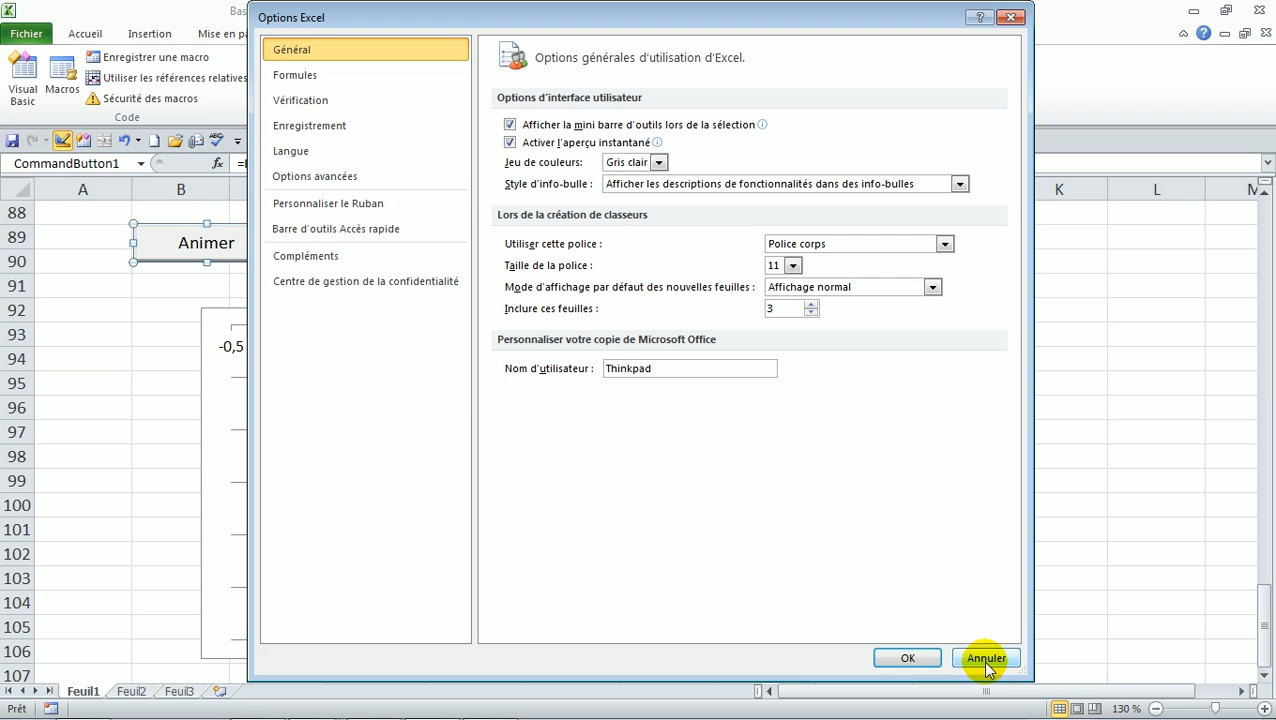 Bas
Options Excel
Fichier
Accueil
Insertion
Mise en pa
Visual
Basic
Macros
Enregistrer une macro
Utiliser les références relatives
Sécurité des macros
Code
CommandButton1
fx
=E
Général
Formules
Vérification
Enregistrement
Langue
Options avancées
Personnaliser le Ruban
Barre d'outils Accès rapide
Compléments
Centre de gestion de la confidentialité
Options générales d'utilisation d'Excel.
Options d'interface utilisateur
Afficher la mini barre d'outils lors de la sélection
Activer l'aperçu instantané
Jeu de couleurs: Gris clair
Style d'info-bulle : Afficher les descriptions de fonctionnalités dans des info-bulles
Lors de la création de classeurs
Utiliser cette police : Police corps
Taille de la police : 11
Mode d'affichage par défaut des nouvelles feuilles : Affichage normal
Inclure ces feuilles : 3
Personnaliser votre copie de Microsoft Office
Nom d'utilisateur : Thinkpad
OK
Annuler
A B K L M
88
89
90
91
92
93
94
95
96
97
98
99
100
101
102
103
104
105
106
107
Animer
-0,5
Feuil1 Feuil2 Feuil3
Prêt
130 %